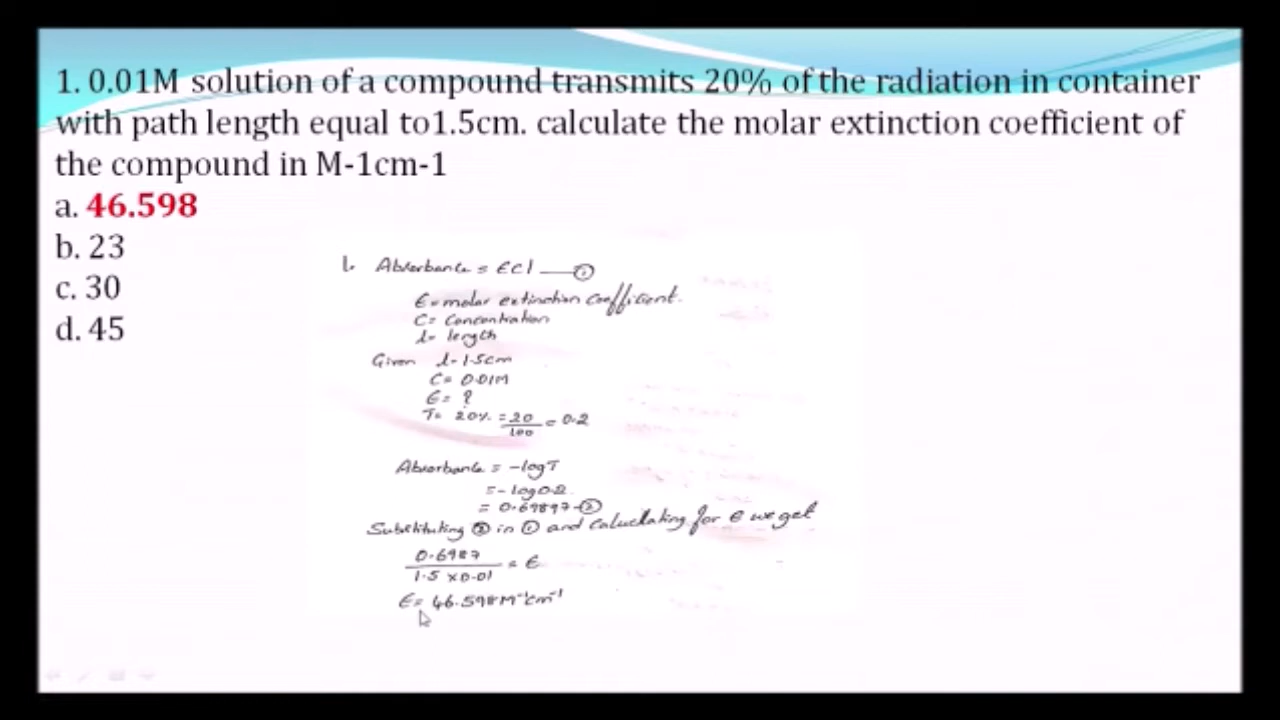 1. 0.01M solution of a compound transmits 20% of the radiation in container
with path length equal to1.5cm. calculate the molar extinction coefficient of
the compound in M-1cm-1
a. 46.598
b. 23
c. 30
d. 45
1. Absorbance = ECl —①
E = molar extinction coefficient.
C = Concentration
l = length
Given l = 1.5cm
C = 0.01M
E = ?
T = 20% = 20/100 = 0.2
Absorbance = -logT
= -log0.2
= 0.69897-②
Substituting ② in ① and Caluclating for e we get
0.6987
1.5 x0.01 = E
E = 46.598M⁻¹cm⁻¹